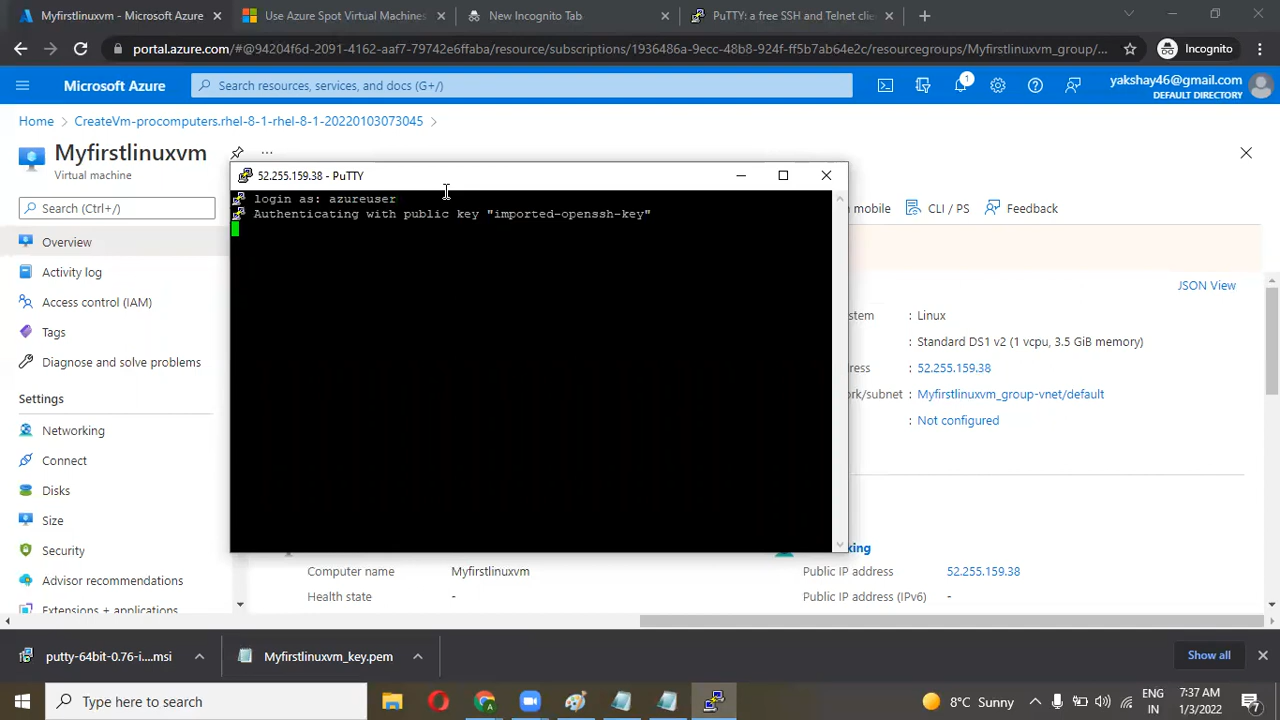 Myfirstlinuxvm - Microsoft Azure
Use Azure Spot Virtual Machines
New Incognito Tab
PuTTY: a free SSH and Telnet clie
portal.azure.com/#@94204f6d-2091-4162-aaf7-79742e6ffaba/resource/subscriptions/1936486a-9ecc-48b8-924f-ff5b7ab64e2c/resourcegroups/Myfirstlinuxvm_group/...
Incognito
Microsoft Azure
Search resources, services, and docs (G+/)
1
yakshay46@gmail.com
DEFAULT DIRECTORY
Home > CreateVm-procomputers.rhel-8-1-rhel-8-1-20220103073045 >
Myfirstlinuxvm
...
Virtual machine
Search (Ctrl+/)
Overview
Activity log
Access control (IAM)
Tags
Diagnose and solve problems
Settings
Networking
Connect
Disks
Size
Security
Advisor recommendations
Extensions + applications
52.255.159.38 - PuTTY
login as: azureuser
Authenticating with public key "imported-openssh-key"
mobile
CLI / PS
Feedback
JSON View
stem : Linux
Standard DS1 v2 (1 vcpu, 3.5 GiB memory)
ress : 52.255.159.38
rk/subnet : Myfirstlinuxvm_group-vnet/default
: Not configured
king
Computer name Myfirstlinuxvm
Health state -
Public IP address 52.255.159.38
Public IP address (IPv6) -
putty-64bit-0.76-i....msi
Myfirstlinuxvm_key.pem
Show all
Type here to search
8°C Sunny
ENG
IN
7:37 AM
1/3/2022
7